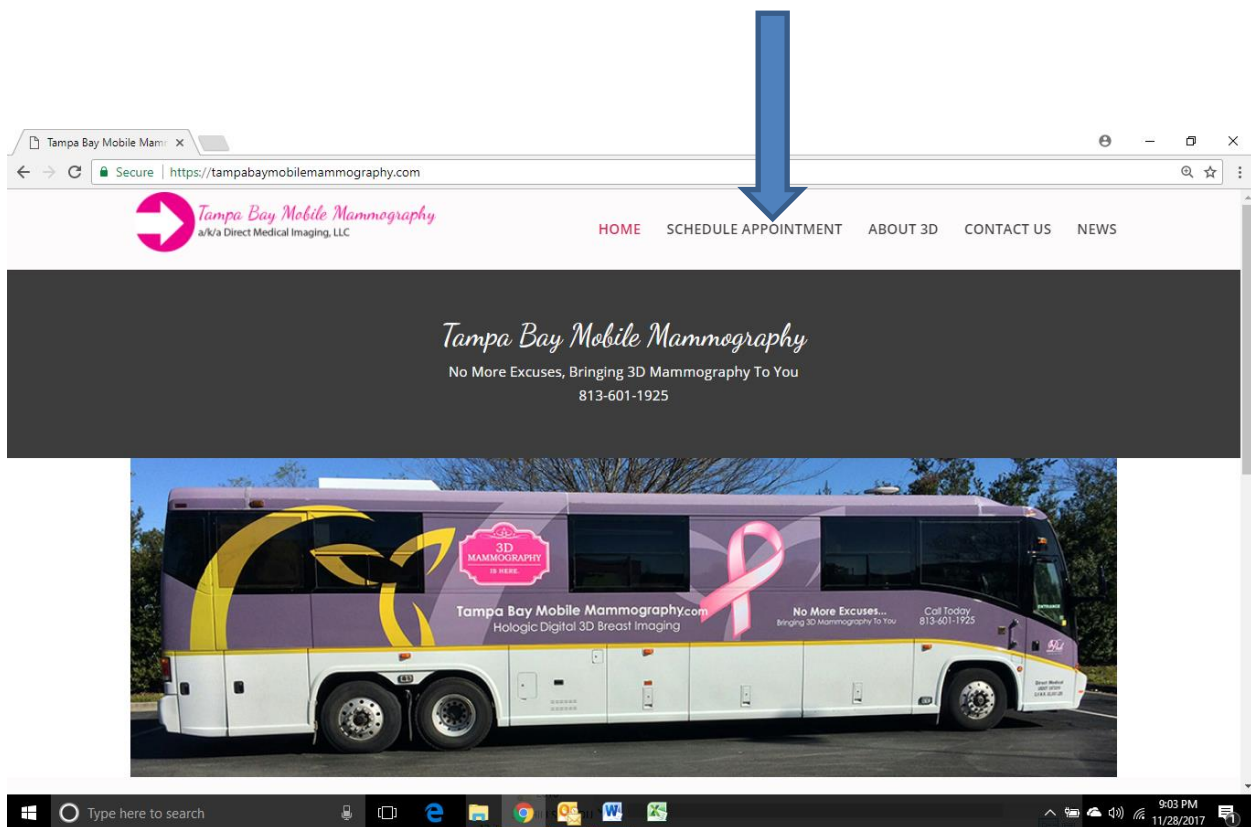 Tampa Bay Mobile Mam
Secure | https://tampabaymobilemammography.com
Tampa Bay Mobile Mammography
a/k/a Direct Medical Imaging, LLC
HOME SCHEDULE APPOINTMENT ABOUT 3D CONTACT US NEWS
Tampa Bay Mobile Mammography
No More Excuses, Bringing 3D Mammography To You
813-601-1925
3D
MAMMOGRAPHY
IS HERE.
Tampa Bay Mobile Mammography.com
Hologic Digital 3D Breast Imaging
No More Excuses...
Bringing 3D Mammography To You
Call Today
813-601-1925
ENTRANCE
Direct Medical
Type here to search
9:03 PM
11/28/2017